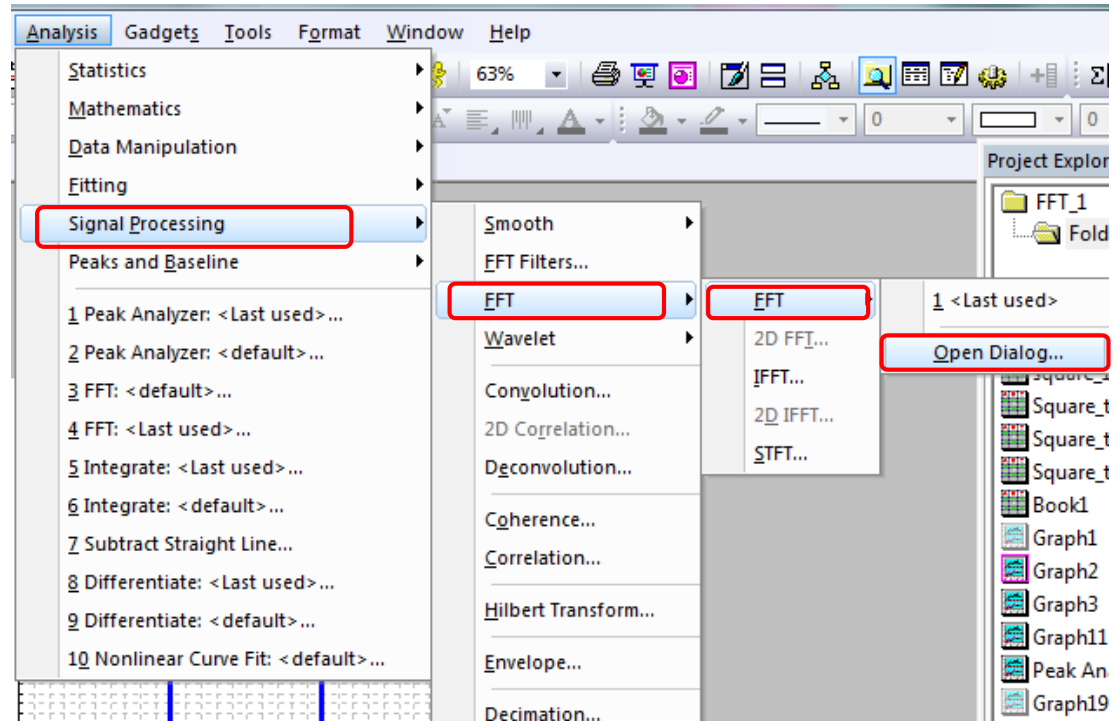 Analysis Gadgets Tools Format Window Help
63%
0
0
Statistics
Mathematics
Data Manipulation
Fitting
Signal Processing
Peaks and Baseline
1 Peak Analyzer: <Last used>...
2 Peak Analyzer: <default>...
3 FFT: <default>...
4 FFT: <Last used>...
5 Integrate: <Last used>...
6 Integrate: <default>...
7 Subtract Straight Line...
8 Differentiate: <Last used>...
9 Differentiate: <default>...
10 Nonlinear Curve Fit: <default>...
Smooth
FFT Filters...
FFT
Wavelet
Convolution...
2D Correlation...
Deconvolution...
Coherence...
Correlation...
Hilbert Transform...
Envelope...
Decimation...
FFT
2D FFT...
IFFT...
2D IFFT...
STFT...
1 <Last used>
Open Dialog...
Project Explor
FFT_1
Fold
Square_t
Square_t
Square_t
Book1
Graph1
Graph2
Graph3
Graph11
Peak An
Graph19